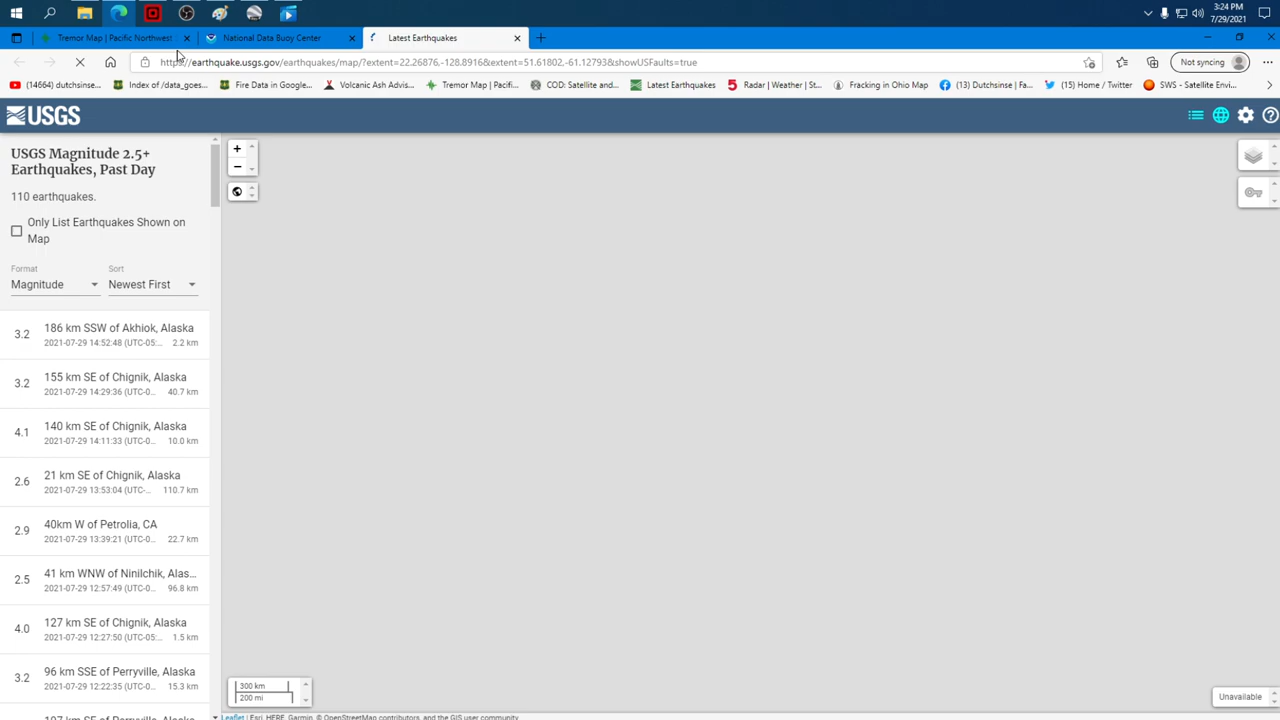 3:24 PM
7/29/2021
Tremor Map | Pacific Northwest
National Data Buoy Center
Latest Earthquakes
https://earthquake.usgs.gov/earthquakes/map/?extent=22.26876,-128.8916&extent=51.61802,-61.12793&showUSFaults=true
Not syncing
(14664) dutchsinse...
Index of /data_goes...
Fire Data in Google...
Volcanic Ash Advis...
Tremor Map | Pacifi...
COD: Satellite and...
Latest Earthquakes
Radar | Weather | St...
Fracking in Ohio Map
(13) Dutchsinse | Fa...
(15) Home / Twitter
SWS - Satellite Envi...
USGS
USGS Magnitude 2.5+
Earthquakes, Past Day
110 earthquakes.
Only List Earthquakes Shown on
Map
Format
Sort
Magnitude
Newest First
3.2
186 km SSW of Akhiok, Alaska
2021-07-29 14:52:48 (UTC-05:... 2.2 km
3.2
155 km SE of Chignik, Alaska
2021-07-29 14:29:36 (UTC-0... 40.7 km
4.1
140 km SE of Chignik, Alaska
2021-07-29 14:11:33 (UTC-0... 10.0 km
2.6
21 km SE of Chignik, Alaska
2021-07-29 13:53:04 (UTC-... 110.7 km
2.9
40km W of Petrolia, CA
2021-07-29 13:39:21 (UTC-0... 22.7 km
2.5
41 km WNW of Ninilchik, Alas...
2021-07-29 12:57:49 (UTC-0... 96.8 km
4.0
127 km SE of Chignik, Alaska
2021-07-29 12:27:50 (UTC-05:... 1.5 km
3.2
96 km SSE of Perryville, Alaska
2021-07-29 12:22:35 (UTC-0... 15.3 km
+
−
300 km
200 mi
Unavailable
Leaflet | Esri, HERE, Garmin, © OpenStreetMap contributors, and the GIS user community